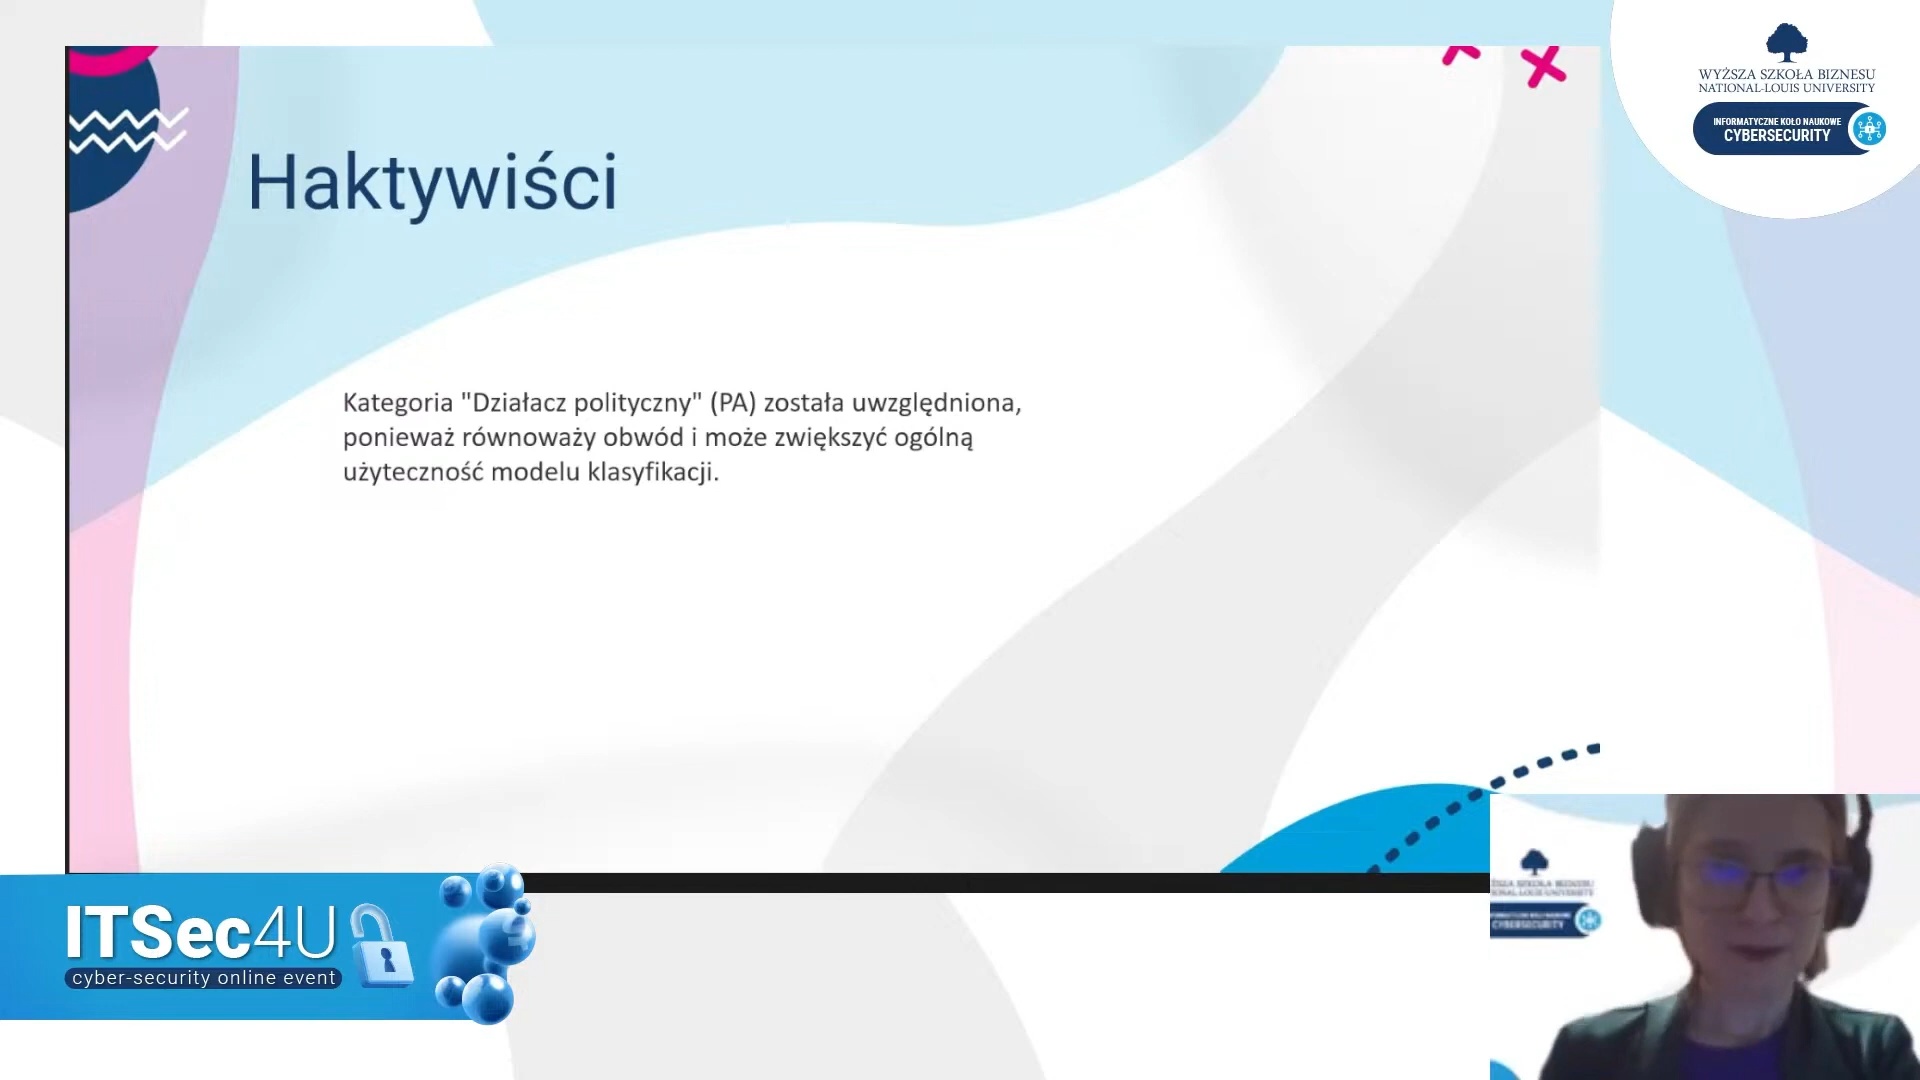 WYŻSZA SZKOŁA BIZNESU
NATIONAL-LOUIS UNIVERSITY
INFORMATYCZNE KOŁO NAUKOWE
CYBERSECURITY
Haktywiści
Kategoria "Działacz polityczny" (PA) została uwzględniona,
ponieważ równoważy obwód i może zwiększyć ogólną
użyteczność modelu klasyfikacji.
ITSec4U
cyber-security online event
CYBERSECURITY